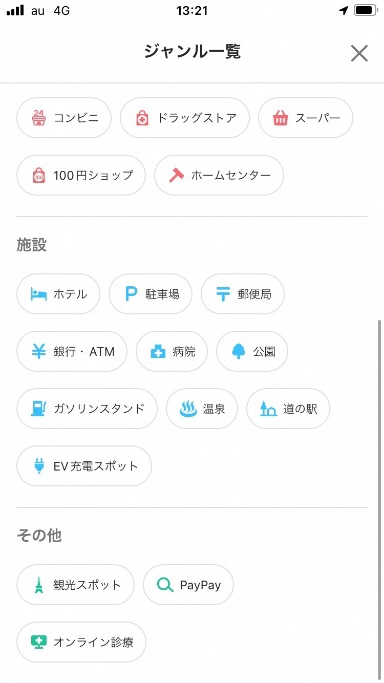 au 4G 13:21
ジャンル一覧
コンビニ ドラッグストア スーパー
100円ショップ ホームセンター
施設
ホテル 駐車場 郵便局
銀行・ATM 病院 公園
ガソリンスタンド 温泉 道の駅
EV充電スポット
その他
観光スポット PayPay
オンライン診療